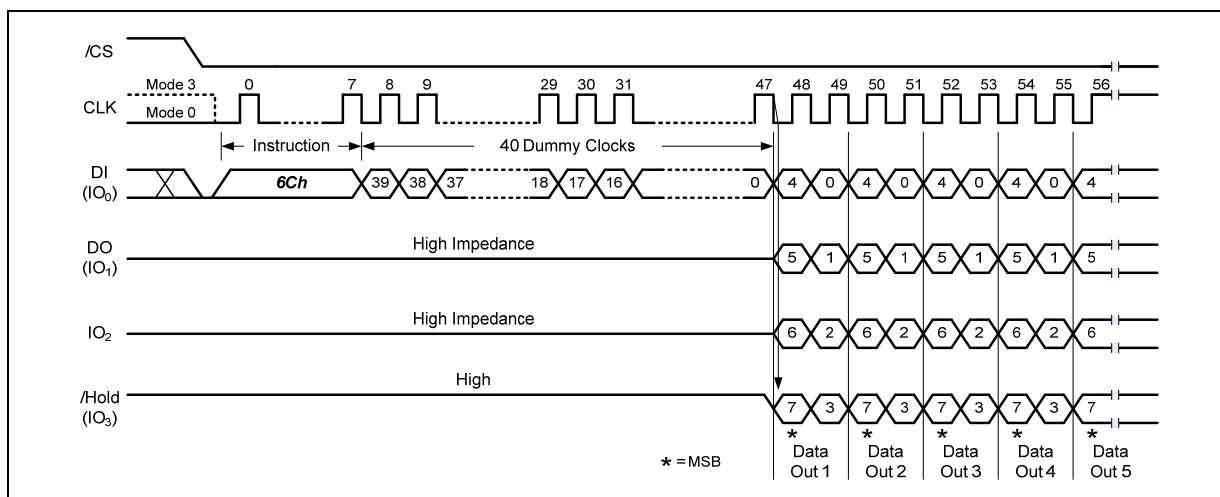 /CS
Mode 3 0 7 8 9 29 30 31 47 48 49 50 51 52 53 54 55 56
CLK
Mode 0
Instruction 40 Dummy Clocks
DI
(IO0) 6Ch 39 38 37 18 17 16 0 4 0 4 0 4 0 4 0 4
High Impedance
DO
(IO1) 5 1 5 1 5 1 5 1 5
High Impedance
IO2 6 2 6 2 6 2 6 2 6
High
/Hold
(IO3) 7 3 7 3 7 3 7 3 7
* * * * *
* = MSB
Data Out 1
Data Out 2
Data Out 3
Data Out 4
Data Out 5